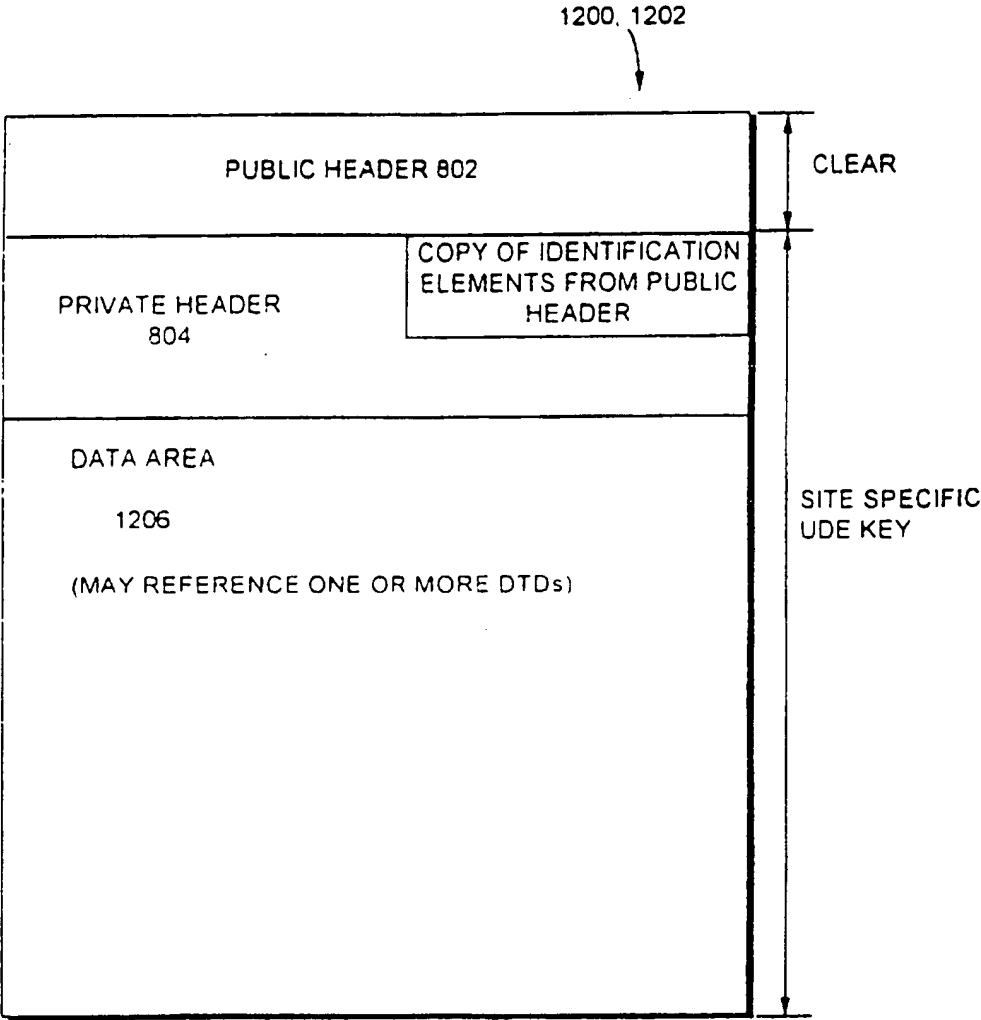 1200, 1202
PUBLIC HEADER 802
CLEAR
COPY OF IDENTIFICATION
ELEMENTS FROM PUBLIC
HEADER
PRIVATE HEADER
804
DATA AREA
1206
(MAY REFERENCE ONE OR MORE DTDs)
SITE SPECIFIC
UDE KEY